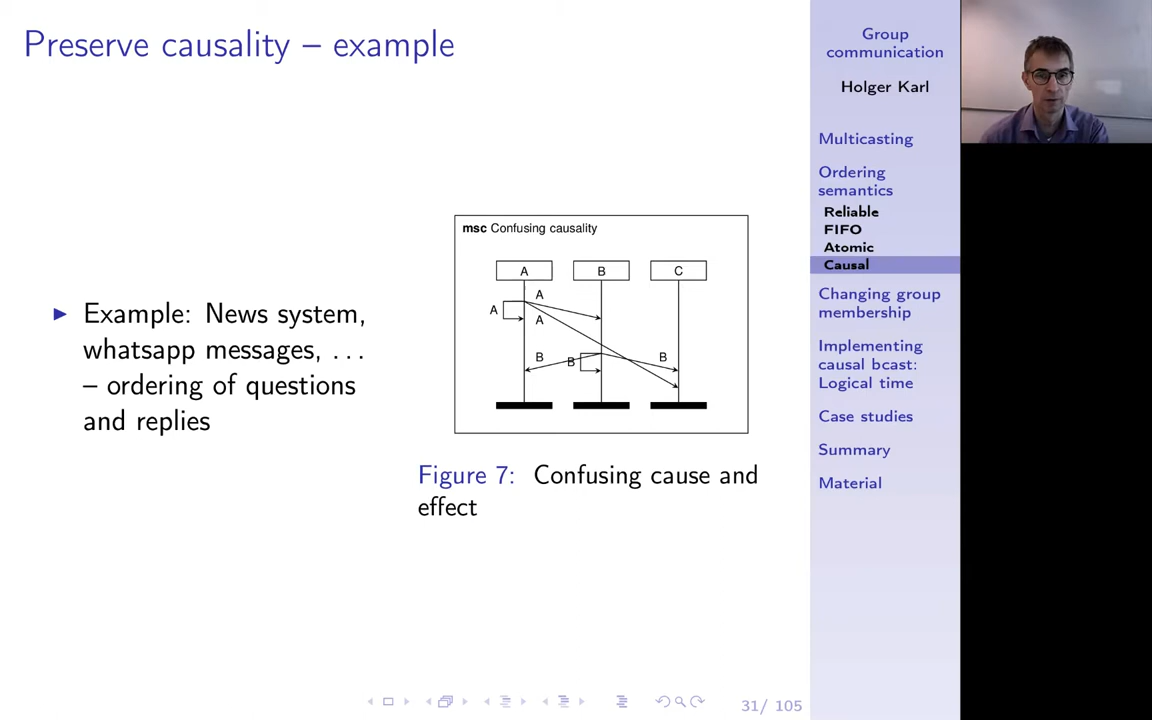 Preserve causality – example
▶ Example: News system,
whatsapp messages, . . .
– ordering of questions
and replies
msc Confusing causality
A B C
A
A
A
B B B
Figure 7: Confusing cause and
effect
Group
communication
Holger Karl
Multicasting
Ordering
semantics
Reliable
FIFO
Atomic
Causal
Changing group
membership
Implementing
causal bcast:
Logical time
Case studies
Summary
Material
31/ 105